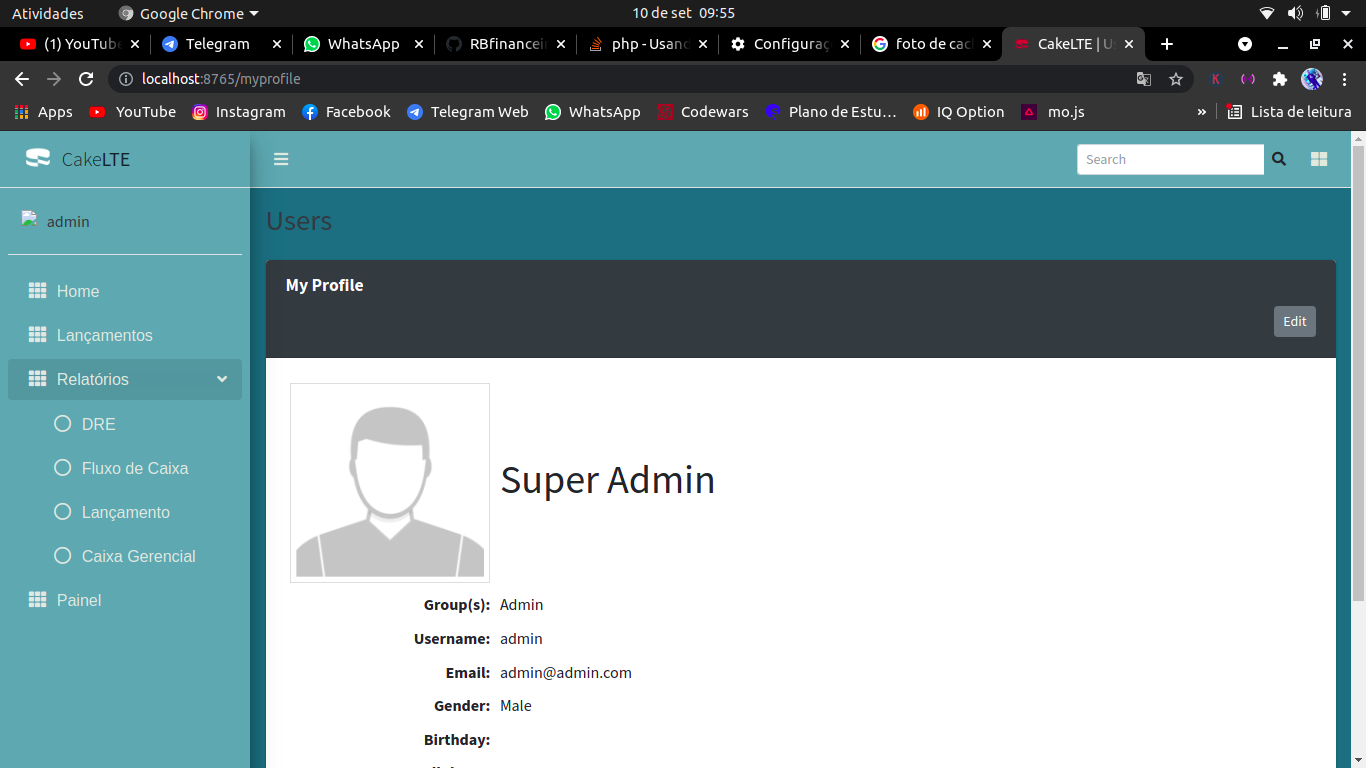 Atividades Google Chrome 10 de set 09:55
(1) YouTube Telegram WhatsApp RBfinancei php - Usan Configuraç foto de cac CakeLTE | Us
localhost:8765/myprofile
Apps YouTube Instagram Facebook Telegram Web WhatsApp Codewars Plano de Estu… IQ Option mo.js » Lista de leitura
CakeLTE Search
admin
Users
My Profile
Edit
Home
Lançamentos
Relatórios
DRE
Fluxo de Caixa
Lançamento
Caixa Gerencial
Painel
Super Admin
Group(s): Admin
Username: admin
Email: admin@admin.com
Gender: Male
Birthday: